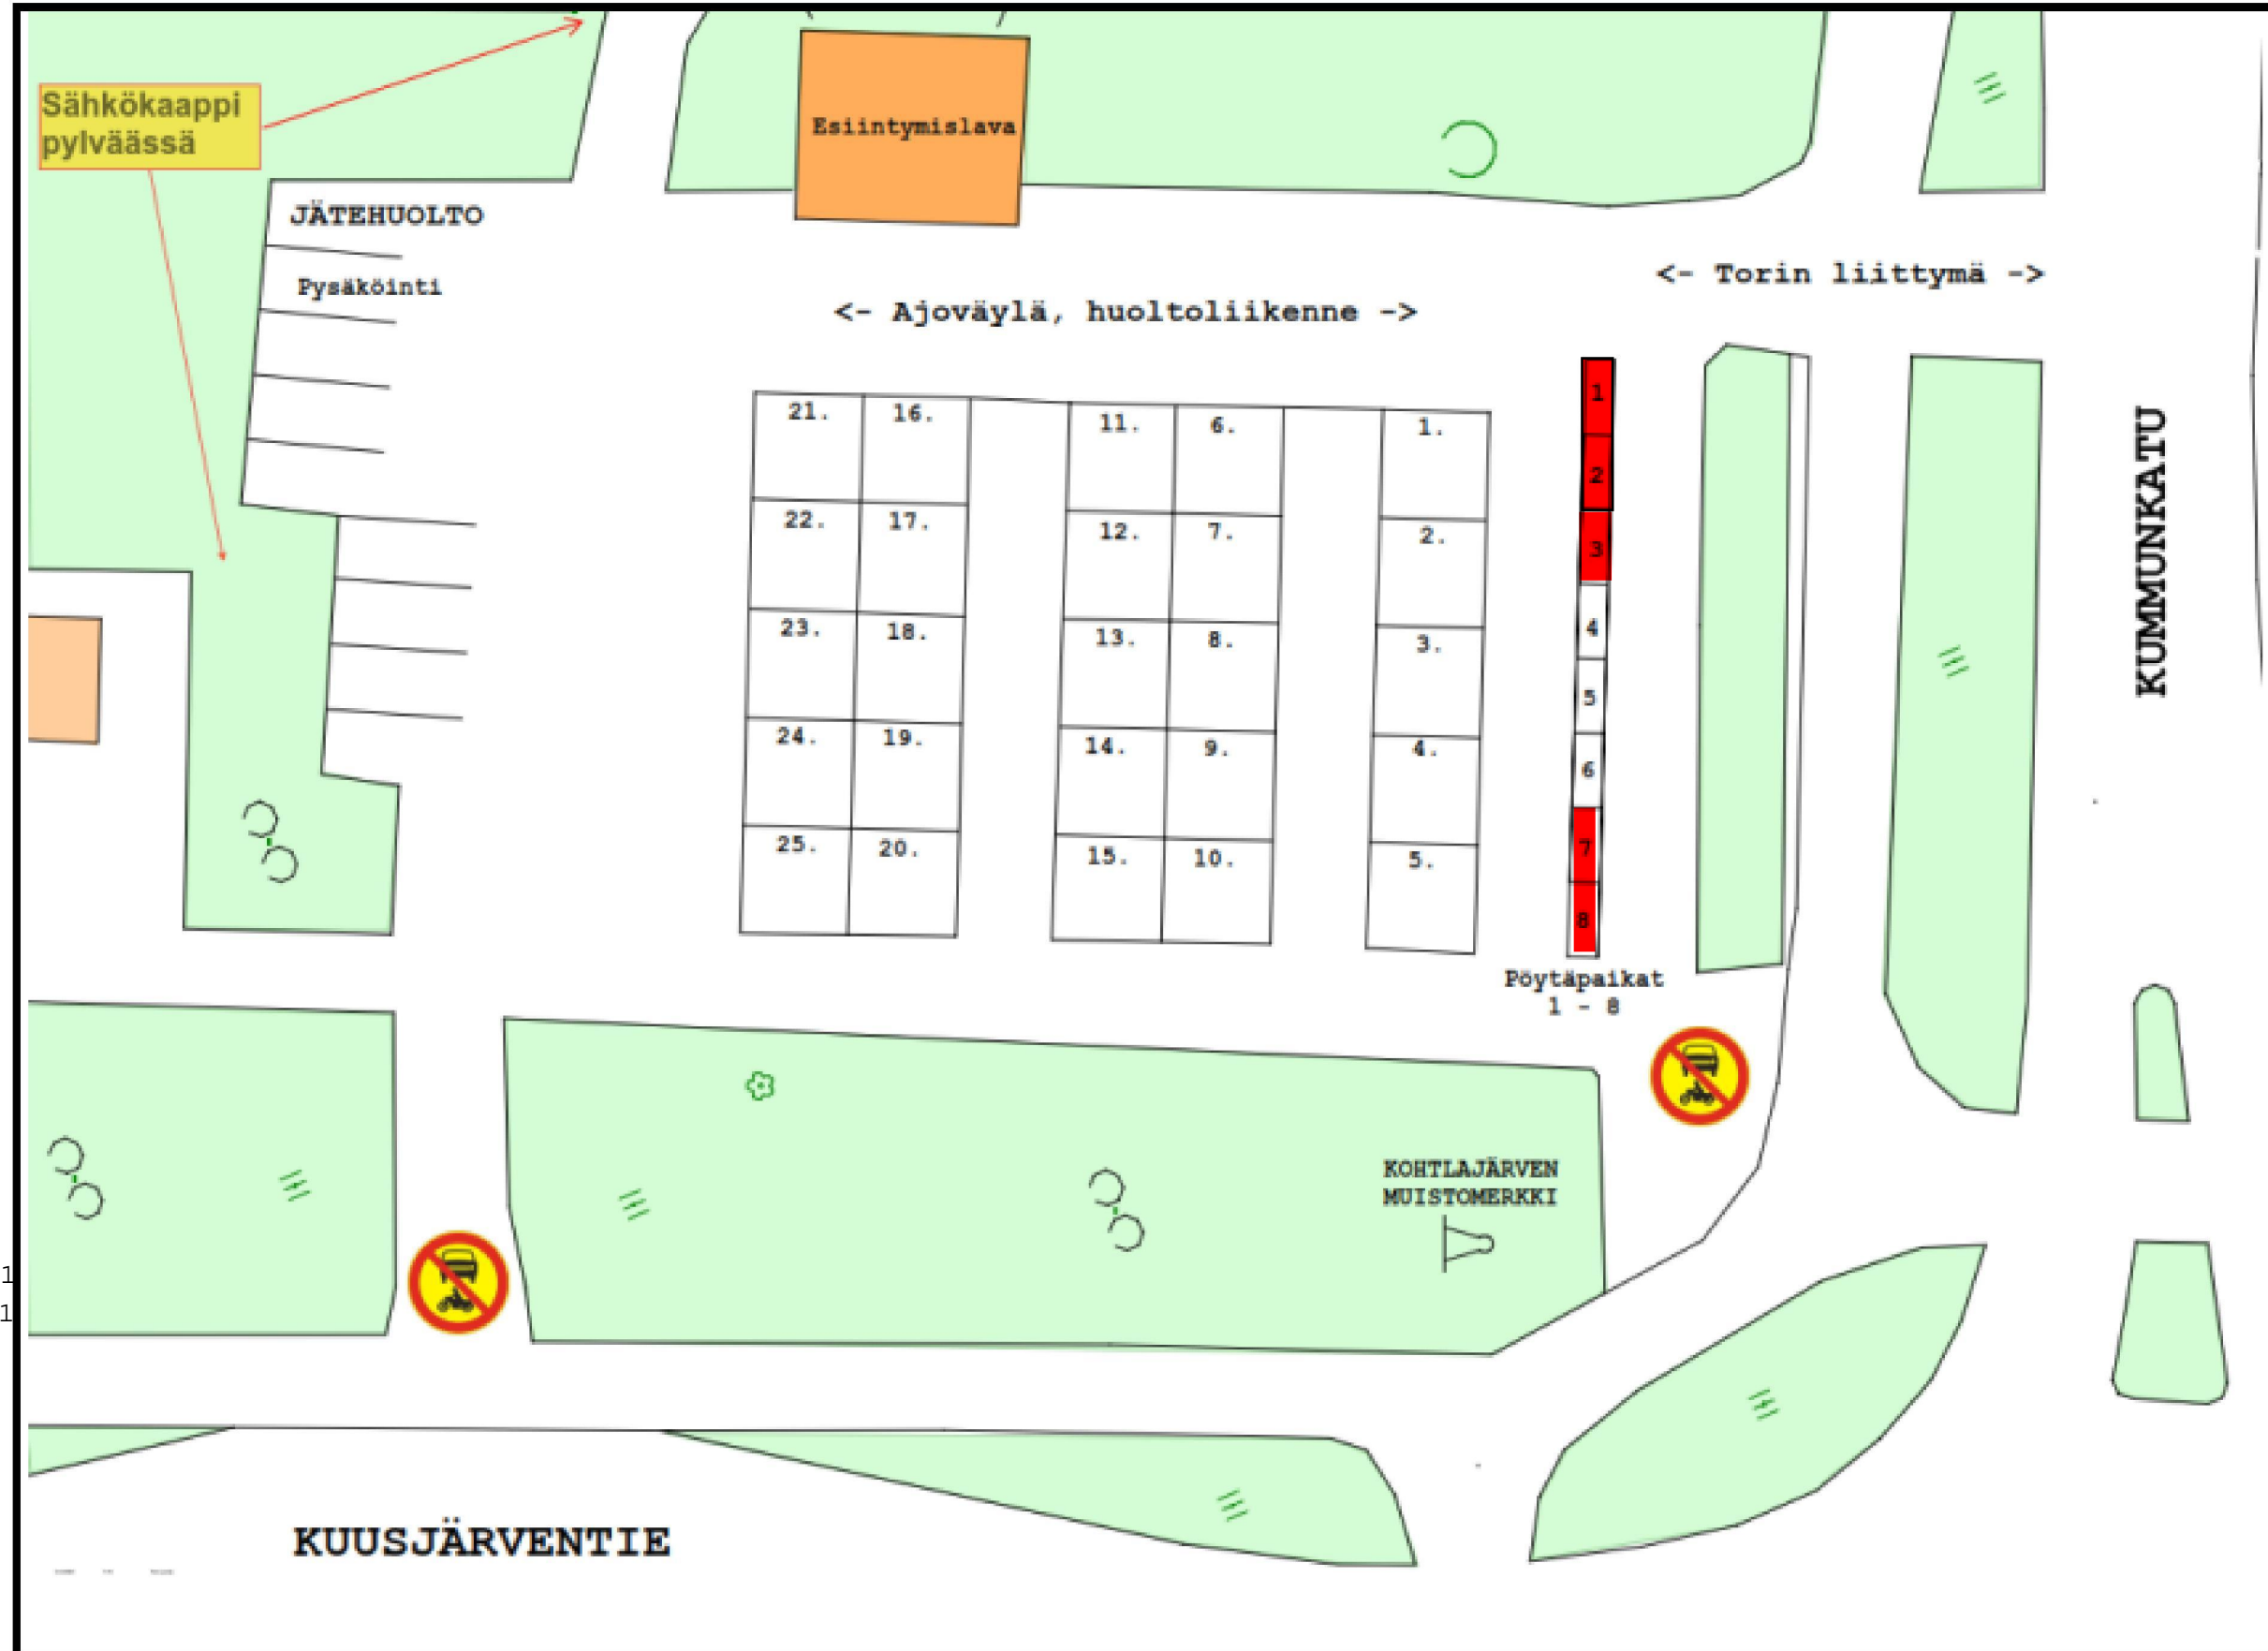 Sähkökaappi
pylväässä
Esiintymislava
JÄTEHUOLTO
Pysäköinti
<- Torin liittymä ->
<- Ajoväylä, huoltoliikenne ->
KUMMUNKATU
21. 16. 11. 6. 1.
22. 17. 12. 7. 2.
23. 18. 13. 8. 3.
24. 19. 14. 9. 4.
25. 20. 15. 10. 5.
1
2
3
4
5
6
7
8
Pöytäpaikat
1 - 8
KOHTLAJÄRVEN
MUISTOMERKKI
1
1
KUUSJÄRVENTIE